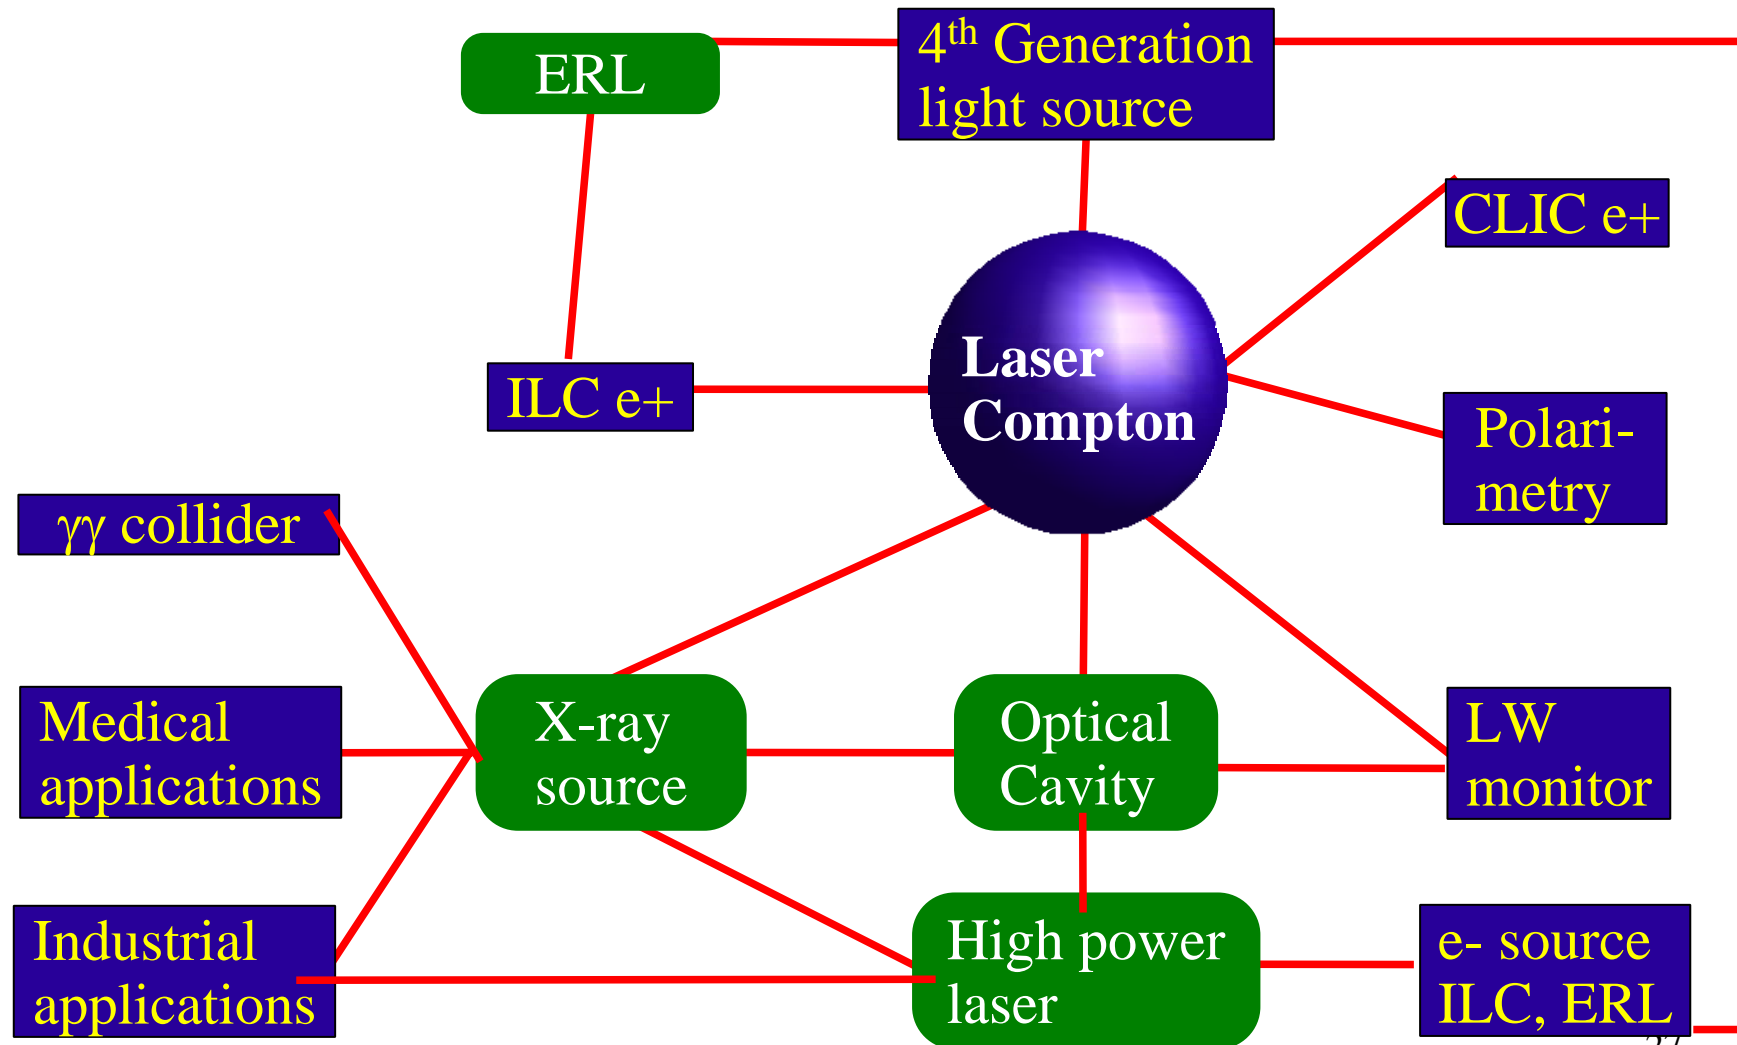 ERL
4th Generation
light source
CLIC e+
Laser
Compton
ILC e+
Polari-
metry
γγ collider
Medical
applications
X-ray
source
Optical
Cavity
LW
monitor
Industrial
applications
High power
laser
e- source
ILC, ERL